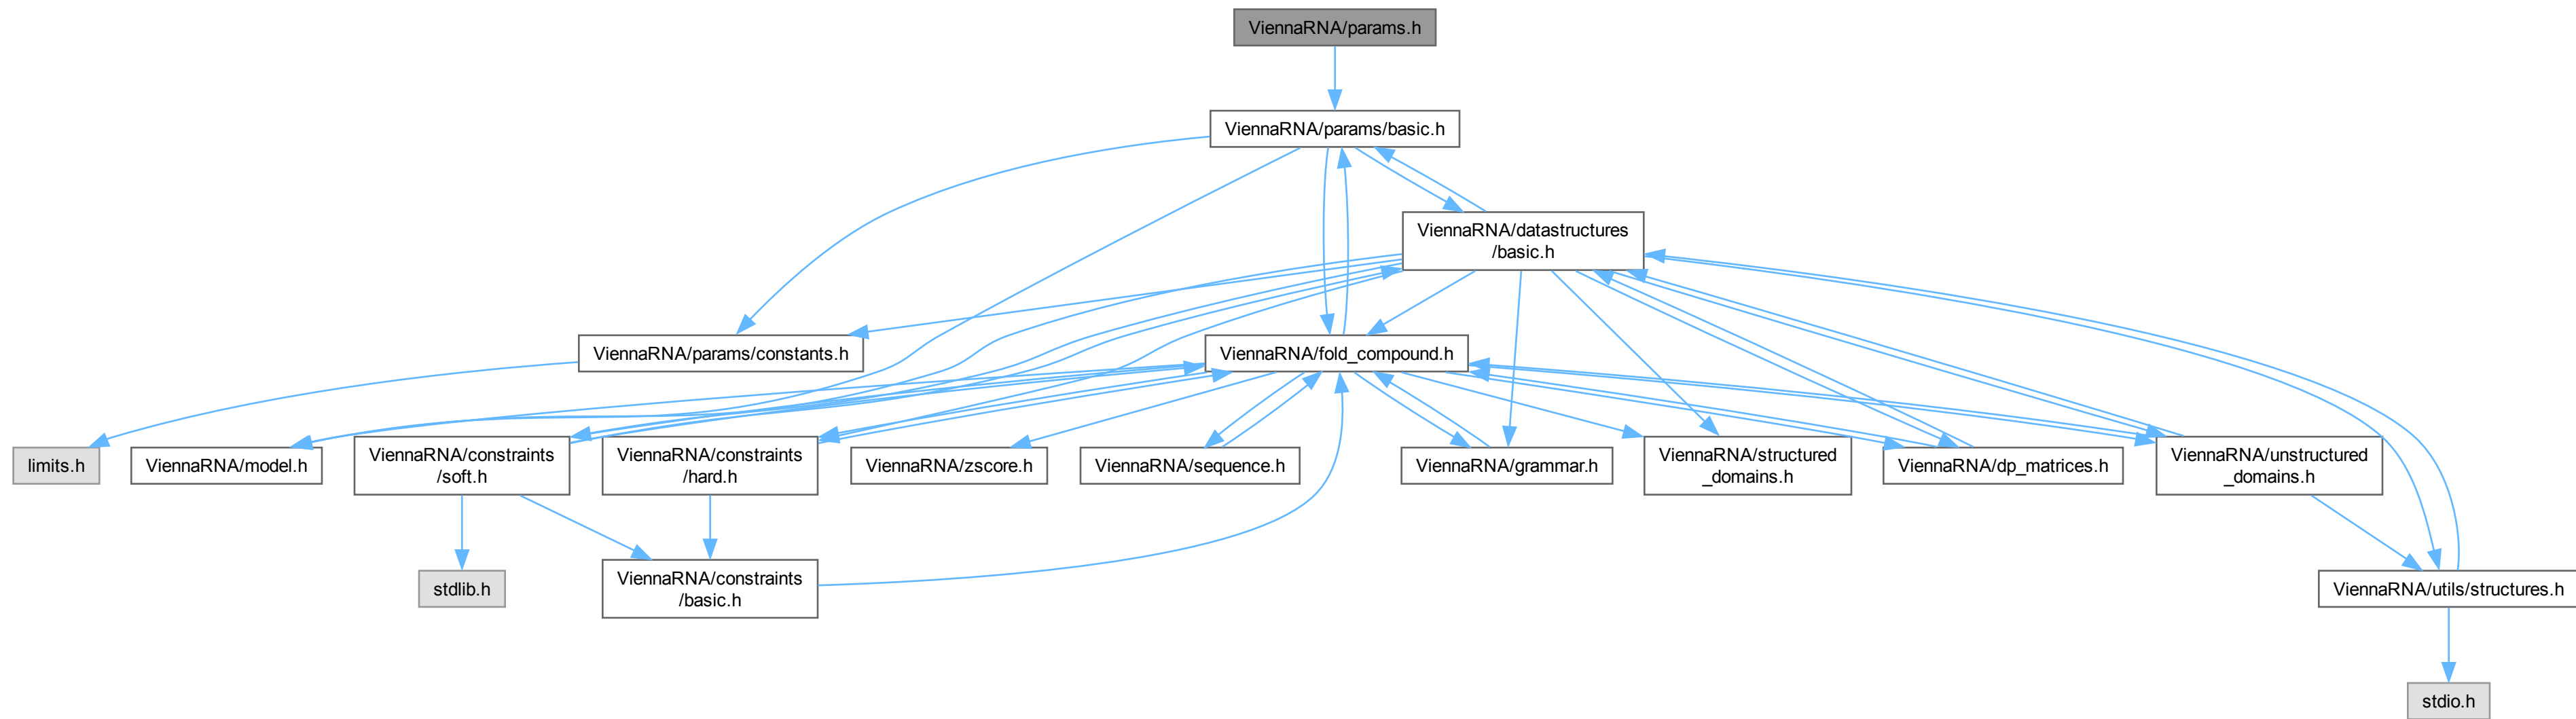 ViennaRNA/params.h
ViennaRNA/params/basic.h
ViennaRNA/datastructures
/basic.h
ViennaRNA/params/constants.h
ViennaRNA/fold_compound.h
limits.h
ViennaRNA/model.h
ViennaRNA/constraints
/soft.h
ViennaRNA/constraints
/hard.h
ViennaRNA/zscore.h
ViennaRNA/sequence.h
ViennaRNA/grammar.h
ViennaRNA/structured
_domains.h
ViennaRNA/dp_matrices.h
ViennaRNA/unstructured
_domains.h
stdlib.h
ViennaRNA/constraints
/basic.h
ViennaRNA/utils/structures.h
stdio.h